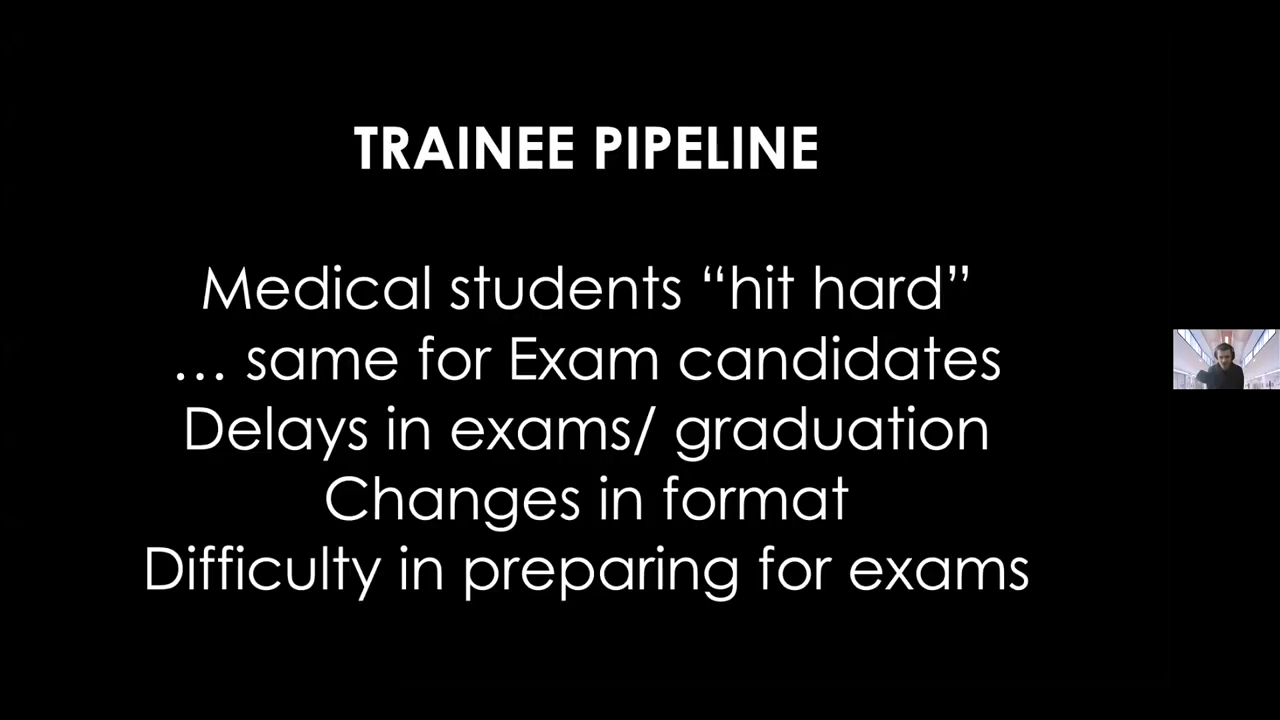 TRAINEE PIPELINE
Medical students “hit hard”
… same for Exam candidates
Delays in exams/ graduation
Changes in format
Difficulty in preparing for exams